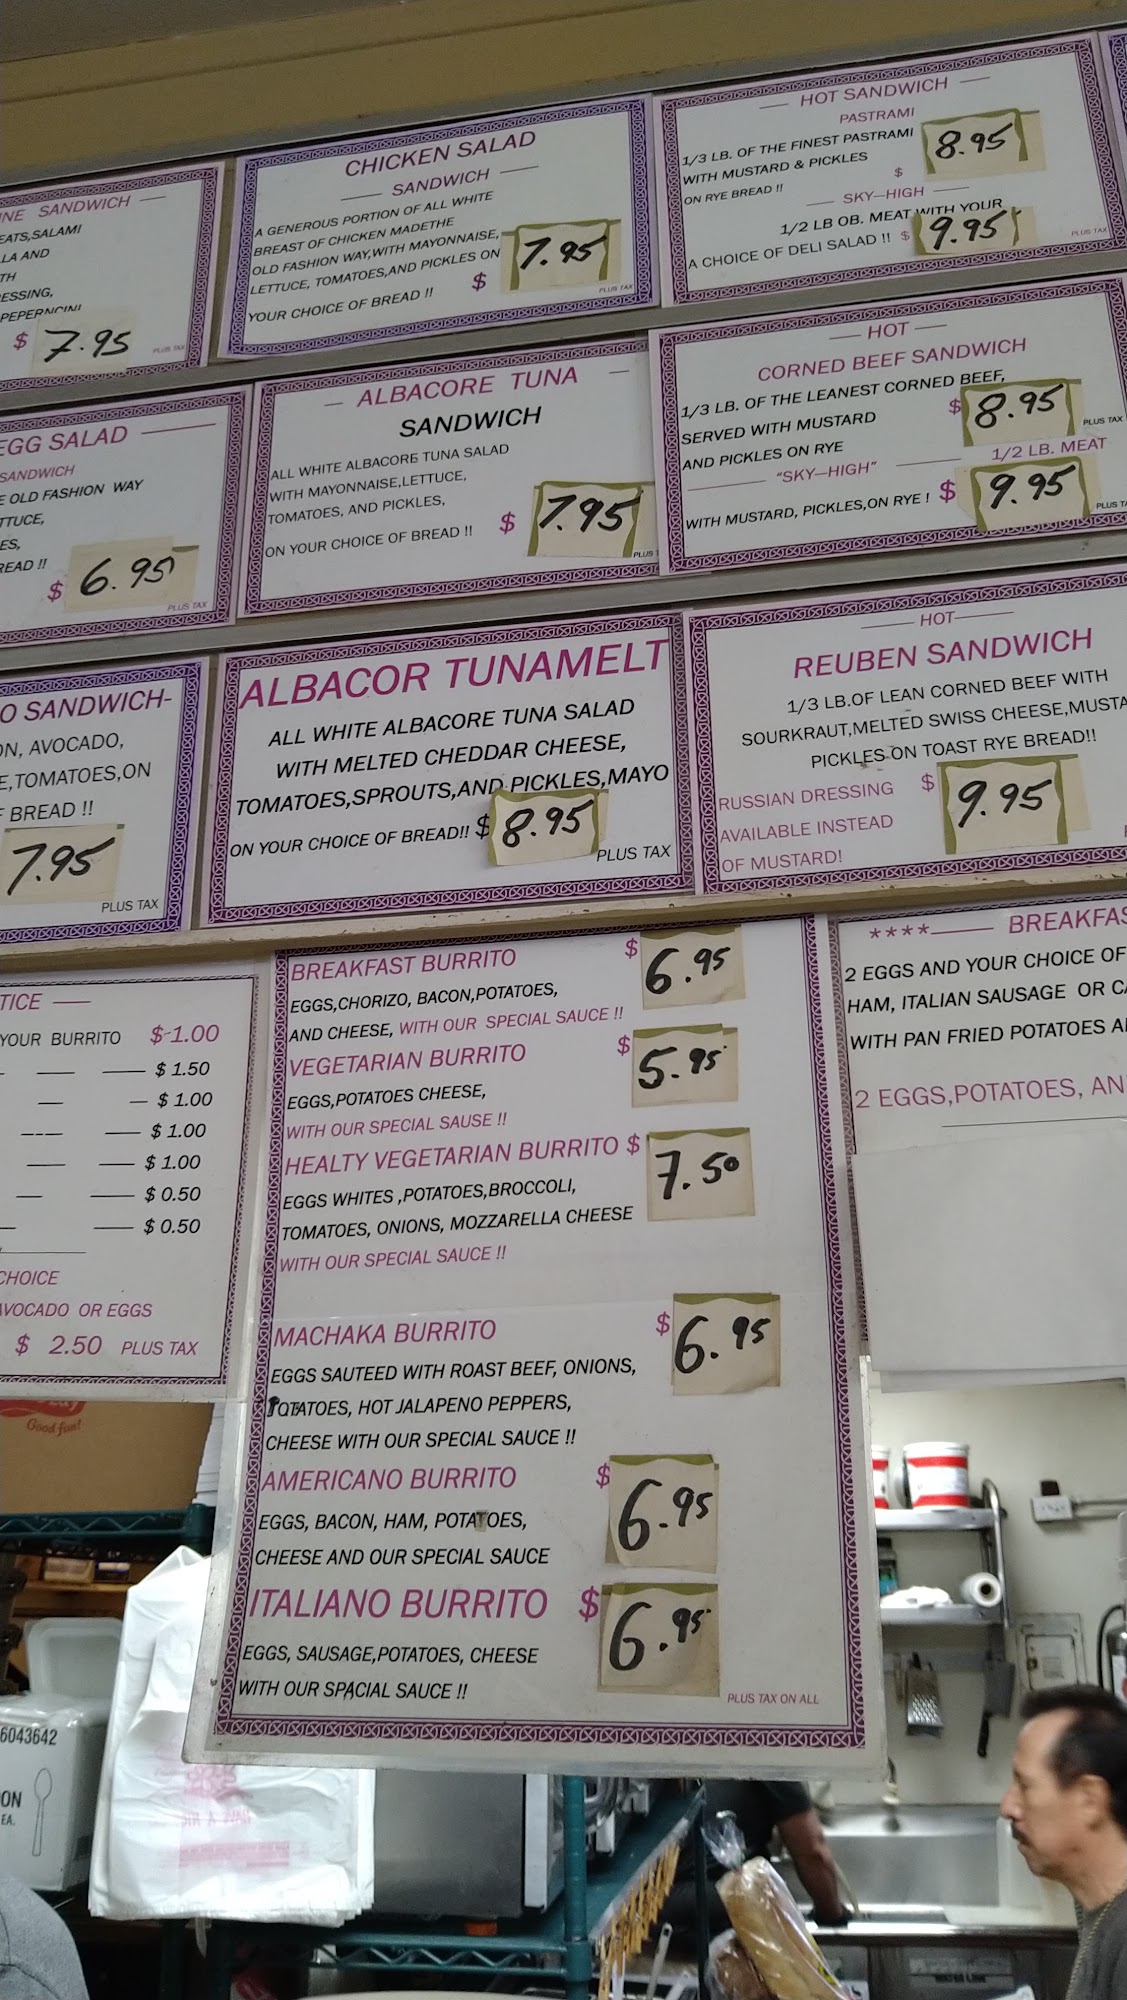 SANDWICH
EATS, SALAMI
AND
ESSING,
PEPERNCINI
$ 7.95
PLUS TAX
CHICKEN SALAD
SANDWICH
A GENEROUS PORTION OF ALL WHITE
BREAST OF CHICKEN MADETHE
OLD FASHION WAY,WITH MAYONNAISE,
LETTUCE, TOMATOES,AND PICKLES ON
YOUR CHOICE OF BREAD !!
$ 7.95
PLUS TAX
HOT SANDWICH
PASTRAMI
1/3 LB. OF THE FINEST PASTRAMI
WITH MUSTARD & PICKLES
ON RYE BREAD !!
$ 8.95
SKY-HIGH
1/2 LB OB. MEAT WITH YOUR
A CHOICE OF DELI SALAD !! $ 9.95
PLUS TAX
EGG SALAD
SANDWICH
OLD FASHION WAY
TTUCE,
ES,
READ !!
$ 6.95
PLUS TAX
ALBACORE TUNA
SANDWICH
ALL WHITE ALBACORE TUNA SALAD
WITH MAYONNAISE,LETTUCE,
TOMATOES, AND PICKLES,
ON YOUR CHOICE OF BREAD !!
$ 7.95
PLUS
HOT
CORNED BEEF SANDWICH
1/3 LB. OF THE LEANEST CORNED BEEF,
SERVED WITH MUSTARD
AND PICKLES ON RYE
$ 8.95
PLUS TAX
"SKY-HIGH" 1/2 LB. MEAT
WITH MUSTARD, PICKLES,ON RYE ! $ 9.95
O SANDWICH-
ON, AVOCADO,
E,TOMATOES,ON
F BREAD !!
7.95
PLUS TAX
ALBACOR TUNAMELT
ALL WHITE ALBACORE TUNA SALAD
WITH MELTED CHEDDAR CHEESE,
TOMATOES,SPROUTS,AND PICKLES,MAYO
ON YOUR CHOICE OF BREAD!! $ 8.95
PLUS TAX
HOT
REUBEN SANDWICH
1/3 LB.OF LEAN CORNED BEEF WITH
SOURKRAUT,MELTED SWISS CHEESE,MUSTA
PICKLES ON TOAST RYE BREAD!!
RUSSIAN DRESSING
AVAILABLE INSTEAD
OF MUSTARD!
$ 9.95
TICE
YOUR BURRITO $ 1.00
$ 1.50
$ 1.00
$ 1.00
$ 1.00
$ 0.50
$ 0.50
CHOICE
AVOCADO OR EGGS
$ 2.50 PLUS TAX
BREAKFAST BURRITO $ 6.95
EGGS,CHORIZO, BACON,POTATOES,
AND CHEESE, WITH OUR SPECIAL SAUCE !!
VEGETARIAN BURRITO $ 5.95
EGGS,POTATOES CHEESE,
WITH OUR SPECIAL SAUSE !!
HEALTY VEGETARIAN BURRITO $ 7.50
EGGS WHITES ,POTATOES,BROCCOLI,
TOMATOES, ONIONS, MOZZARELLA CHEESE
WITH OUR SPECIAL SAUCE !!
MACHAKA BURRITO $ 6.95
EGGS SAUTEED WITH ROAST BEEF, ONIONS,
POTATOES, HOT JALAPENO PEPPERS,
CHEESE WITH OUR SPECIAL SAUCE !!
AMERICANO BURRITO $ 6.95
EGGS, BACON, HAM, POTATOES,
CHEESE AND OUR SPECIAL SAUCE
ITALIANO BURRITO $ 6.95
EGGS, SAUSAGE,POTATOES, CHEESE
WITH OUR SPACIAL SAUCE !!
PLUS TAX ON ALL
**** BREAKFAS
2 EGGS AND YOUR CHOICE OF
HAM, ITALIAN SAUSAGE OR
WITH PAN FRIED POTATOES
2 EGGS,POTATOES, AN
Good fun!
6043642
ON
EA.